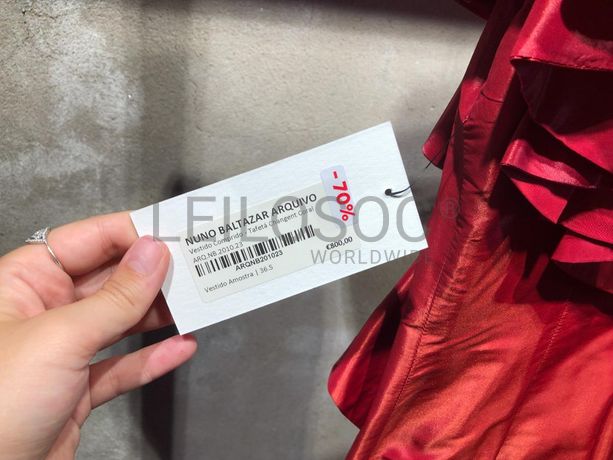 NUNO BALTAZAR ARQUIVO
Vestido Comprido - Tafeta Changent Coral
ARQ.NB 2010.23
ARQNB201023
€800,00
Vestido Amostra | 36.5
- 70%
LEILOSOC®
WORLDWIDE